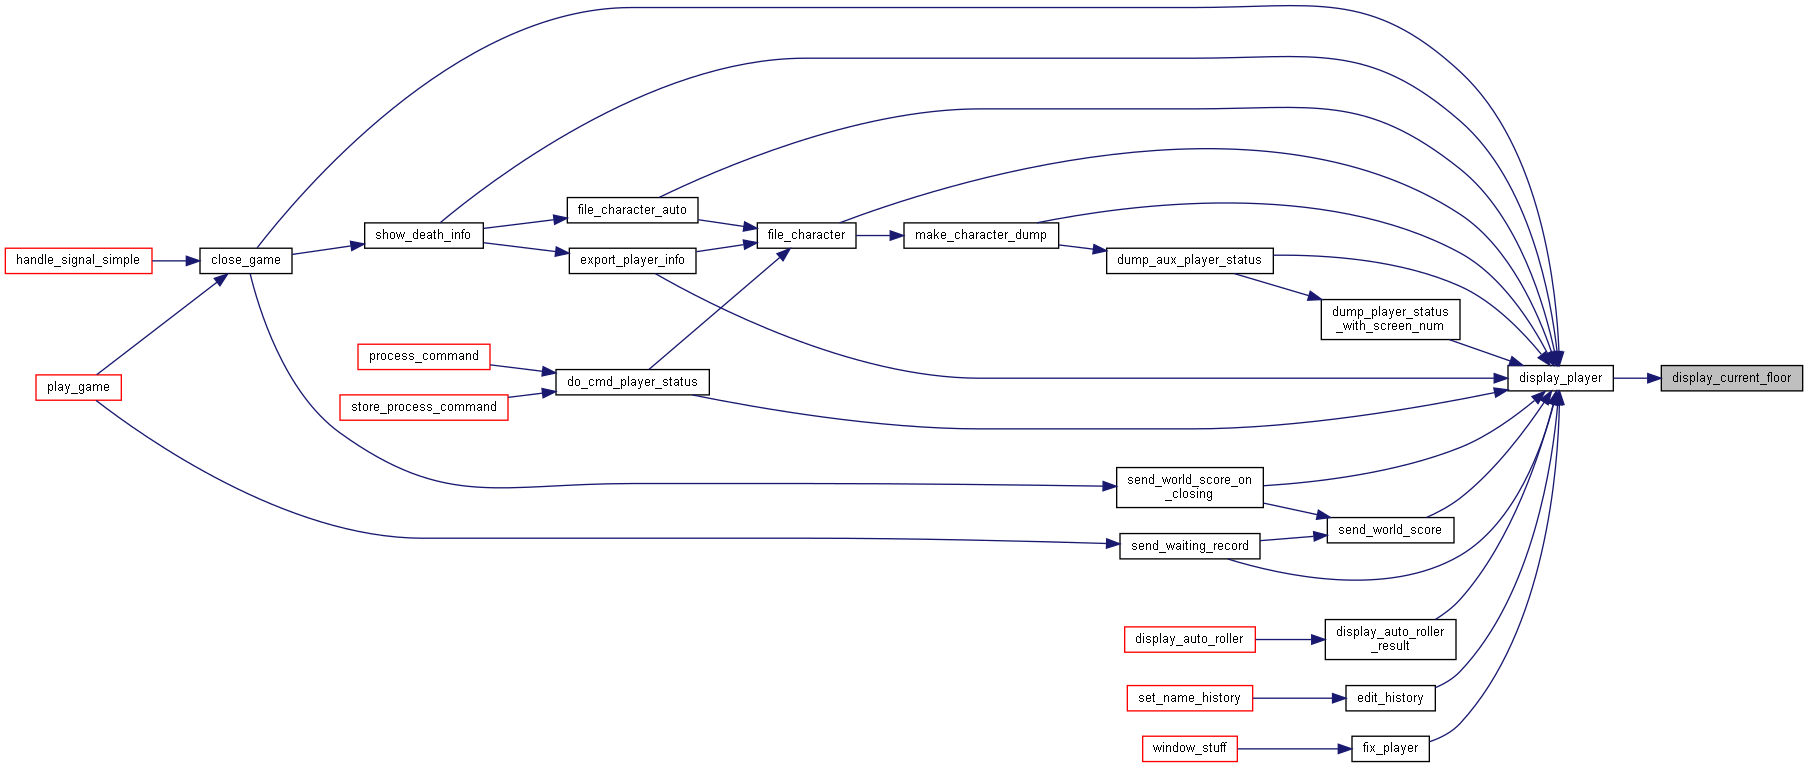 file_character_auto
show_death_info
file_character
make_character_dump
handle_signal_simple
close_game
export_player_info
dump_aux_player_status
dump_player_status
_with_screen_num
process_command
play_game
do_cmd_player_status
display_player
display_current_floor
store_process_command
send_world_score_on
_closing
send_world_score
send_waiting_record
display_auto_roller
display_auto_roller
_result
set_name_history
edit_history
window_stuff
fix_player